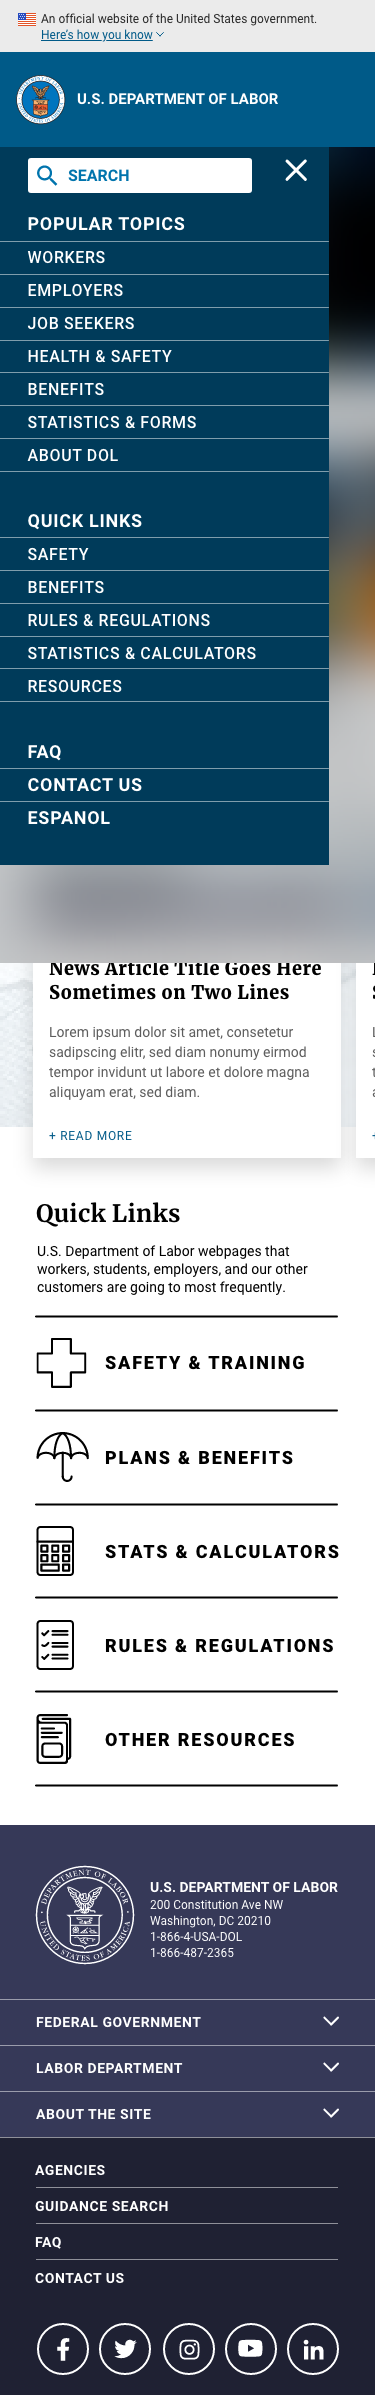 An official website of the United States government.
Here's how you know
U.S. DEPARTMENT OF LABOR
SEARCH
POPULAR TOPICS
WORKERS
EMPLOYERS
JOB SEEKERS
HEALTH & SAFETY
BENEFITS
STATISTICS & FORMS
ABOUT DOL
QUICK LINKS
SAFETY
BENEFITS
RULES & REGULATIONS
STATISTICS & CALCULATORS
RESOURCES
FAQ
CONTACT US
ESPANOL
News Article Title Goes Here
Sometimes on Two Lines
Lorem ipsum dolor sit amet, consetetur
sadipscing elitr, sed diam nonumy eirmod
tempor invidunt ut labore et dolore magna
aliquyam erat, sed diam.
+ READ MORE
Quick Links
U.S. Department of Labor webpages that
workers, students, employers, and our other
customers are going to most frequently.
SAFETY & TRAINING
PLANS & BENEFITS
STATS & CALCULATORS
RULES & REGULATIONS
OTHER RESOURCES
DEPARTMENT OF LABOR
UNITED STATES OF AMERICA
U.S. DEPARTMENT OF LABOR
200 Constitution Ave NW
Washington, DC 20210
1-866-4-USA-DOL
1-866-487-2365
FEDERAL GOVERNMENT
LABOR DEPARTMENT
ABOUT THE SITE
AGENCIES
GUIDANCE SEARCH
FAQ
CONTACT US